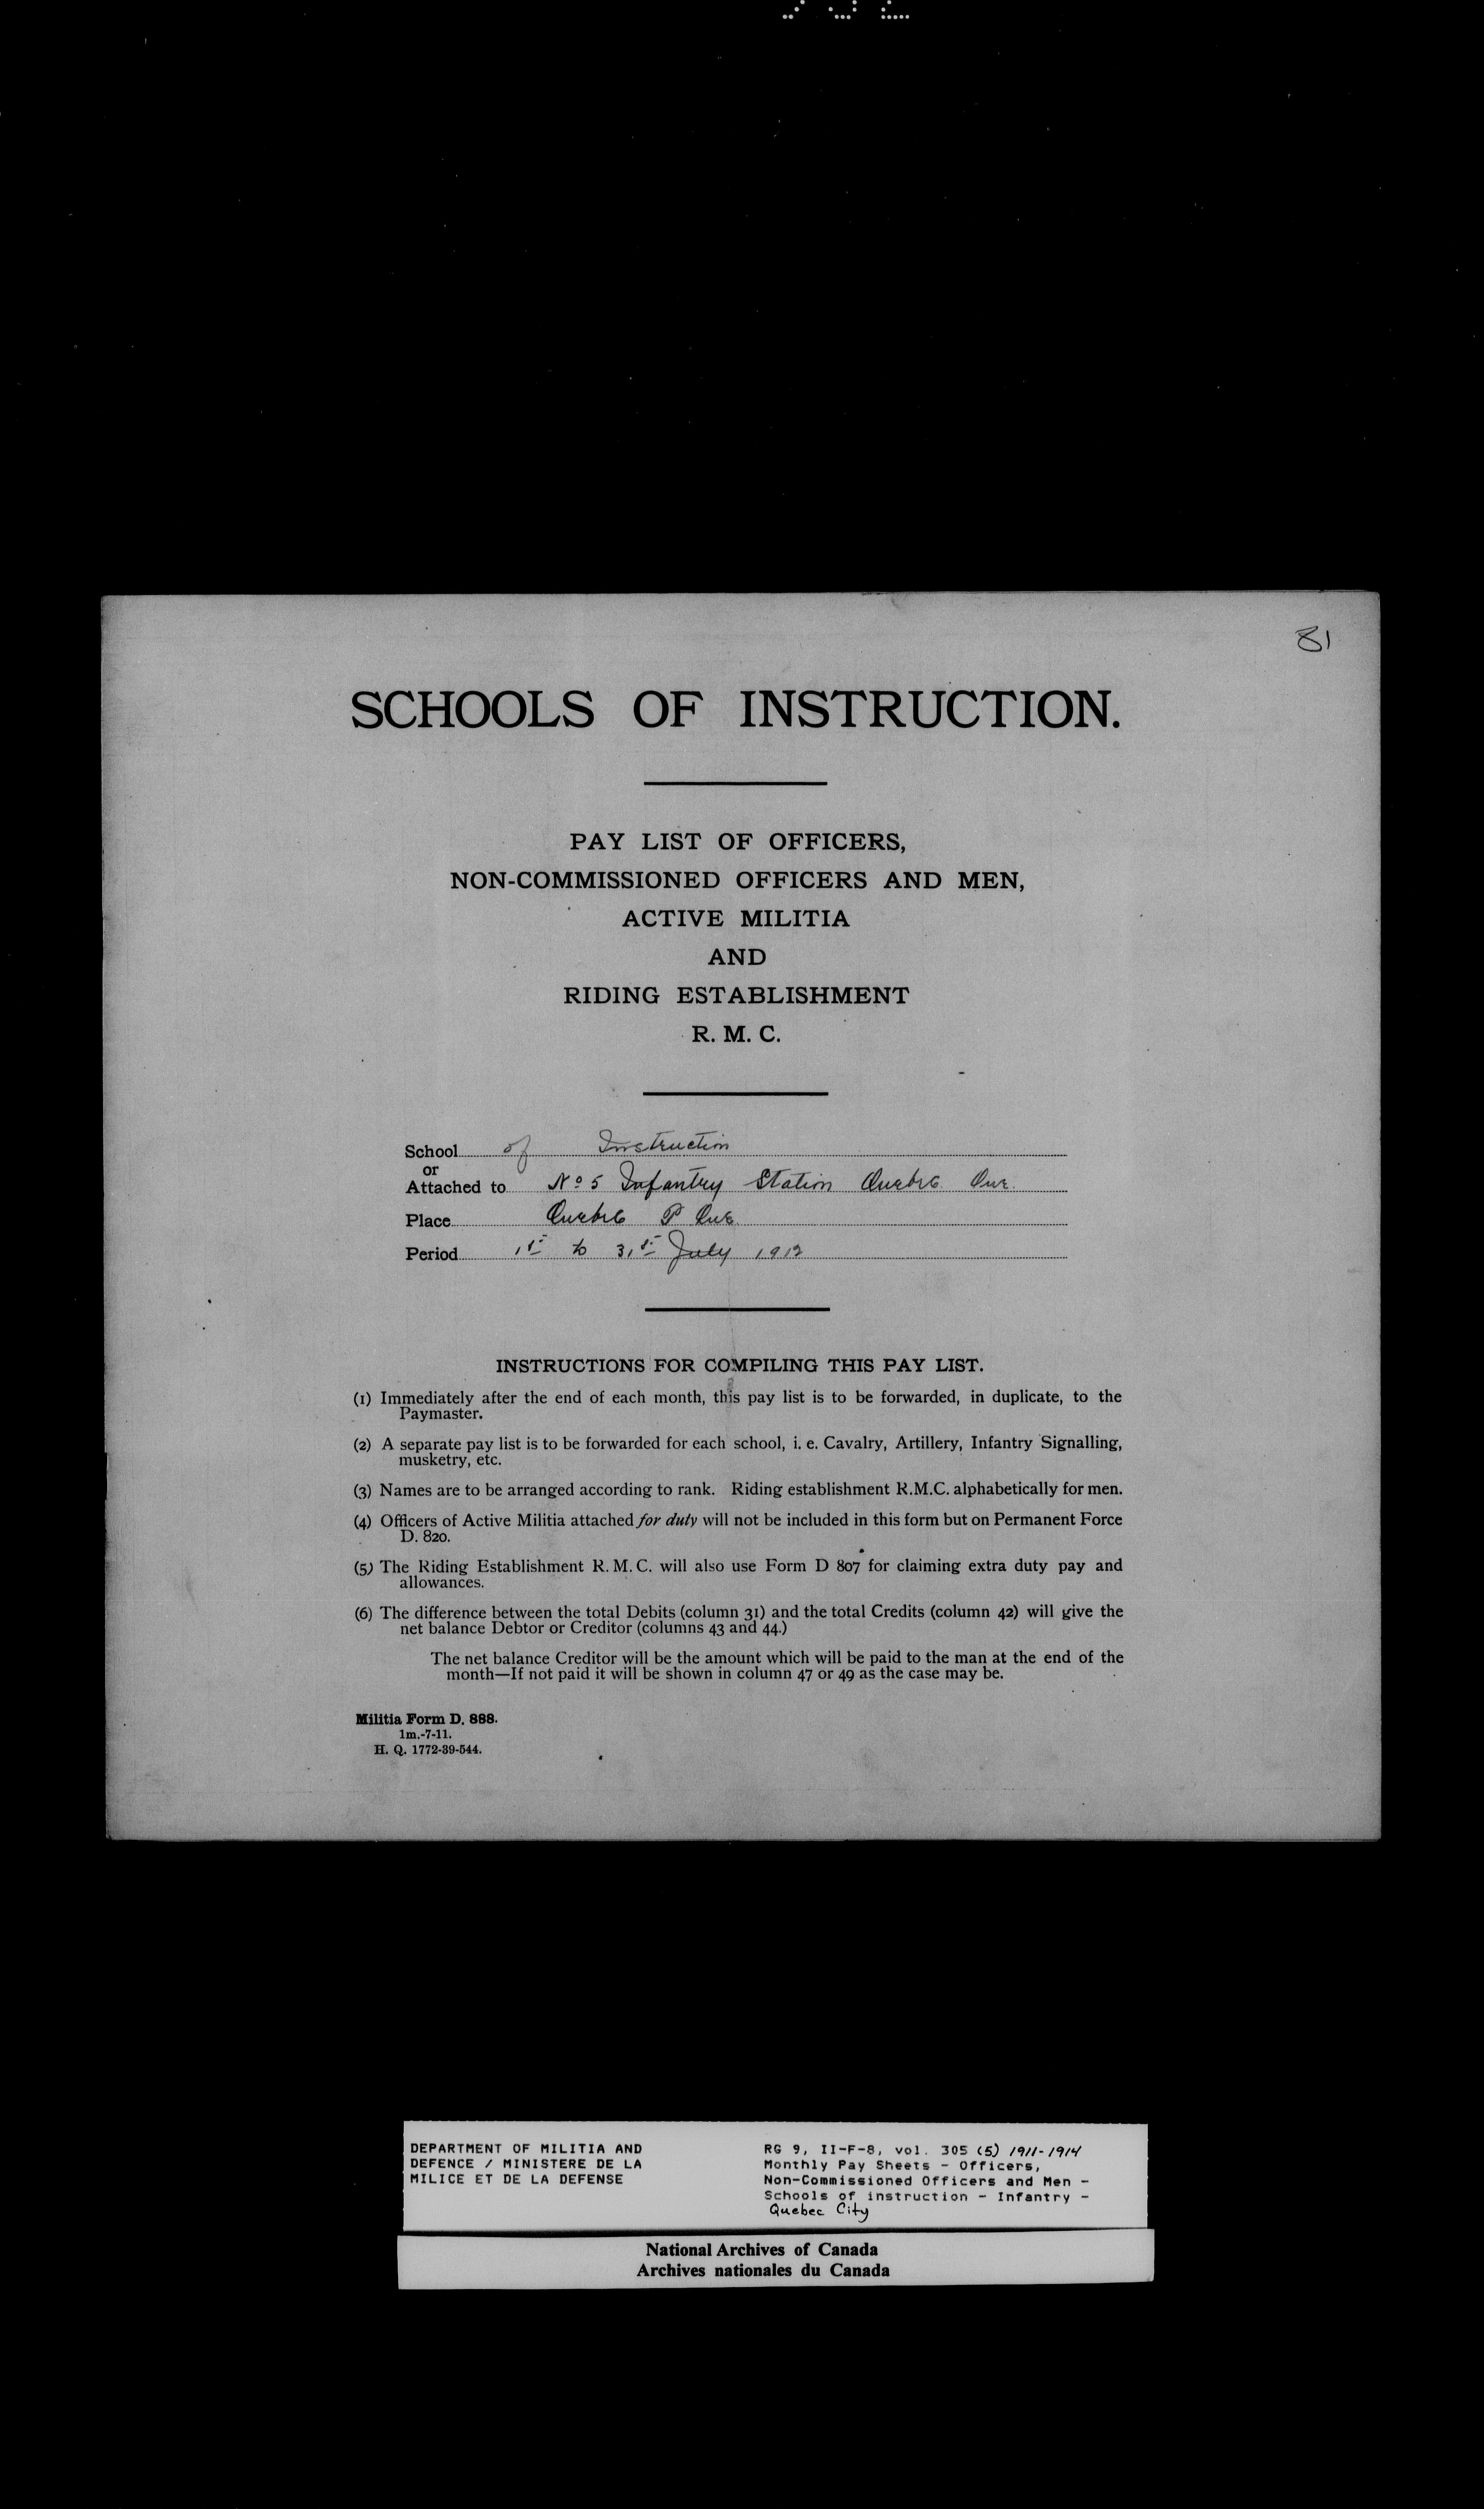 81
SCHOOLS OF INSTRUCTION.
PAY LIST OF OFFICERS,
NON-COMMISSIONED OFFICERS AND MEN,
ACTIVE MILITIA
AND
RIDING ESTABLISHMENT
R. M. C.
School of Instruction
or
Attached to No 5 Infantry Station Quebec Que.
Place Quebec P Que.
Period 1st to 31st July 1912
INSTRUCTIONS FOR COMPILING THIS PAY LIST.
(1) Immediately after the end of each month, this pay list is to be forwarded, in duplicate, to the
Paymaster.
(2) A separate pay list is to be forwarded for each school, i. e. Cavalry, Artillery, Infantry Signalling,
musketry, etc.
(3) Names are to be arranged according to rank. Riding establishment R.M.C. alphabetically for men.
(4) Officers of Active Militia attached for duty will not be included in this form but on Permanent Force
D. 820.
(5) The Riding Establishment R. M. C. will also use Form D 807 for claiming extra duty pay and
allowances.
(6) The difference between the total Debits (column 31) and the total Credits (column 42) will give the
net balance Debtor or Creditor (columns 43 and 44.)
The net balance Creditor will be the amount which will be paid to the man at the end of the
month—If not paid it will be shown in column 47 or 49 as the case may be.
Militia Form D. 888.
1m.-7-11.
H. Q. 1772-39-544.
DEPARTMENT OF MILITIA AND
DEFENCE / MINISTERE DE LA
MILICE ET DE LA DEFENSE
RG 9, II-F-8, vol. 305 (5) 1911-1914
Monthly Pay Sheets - Officers,
Non-Commissioned Officers and Men -
Schools of instruction - Infantry -
Quebec City
National Archives of Canada
Archives nationales du Canada